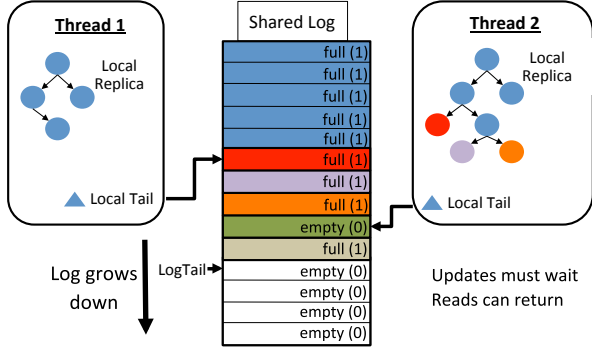 Thread 1
Local
Replica
Local Tail
Log grows
down
Shared Log
full (1)
full (1)
full (1)
full (1)
full (1)
full (1)
full (1)
full (1)
empty (0)
full (1)
LogTail
empty (0)
empty (0)
empty (0)
empty (0)
Thread 2
Local
Replica
Local Tail
Updates must wait
Reads can return